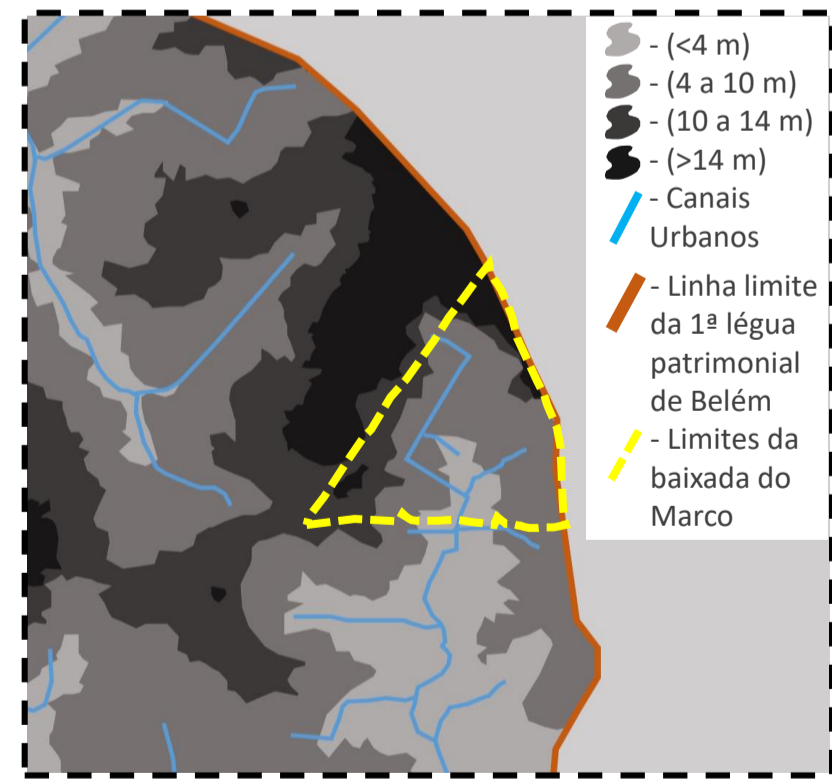 - (<4 m)
- (4 a 10 m)
- (10 a 14 m)
- (>14 m)
- Canais
Urbanos
- Linha limite
da 1ª légua
patrimonial
de Belém
- Limites da
baixada do
Marco